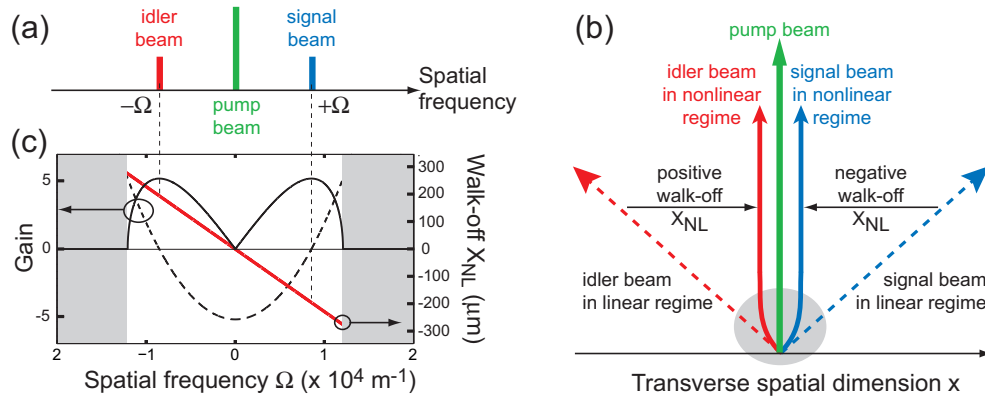 (a)
idler
beam
signal
beam
−Ω
+Ω
pump
beam
Spatial
frequency
(c)
5
0
-5
Gain
300
200
100
0
-100
-200
-300
Walk-off X_NL (μm)
2
-1
0
1
2
Spatial frequency Ω (x 10⁴ m⁻¹)
(b)
pump beam
idler beam
in nonlinear
regime
signal beam
in nonlinear
regime
positive
walk-off
X_NL
negative
walk-off
X_NL
idler beam
in linear regime
signal beam
in linear regime
Transverse spatial dimension x